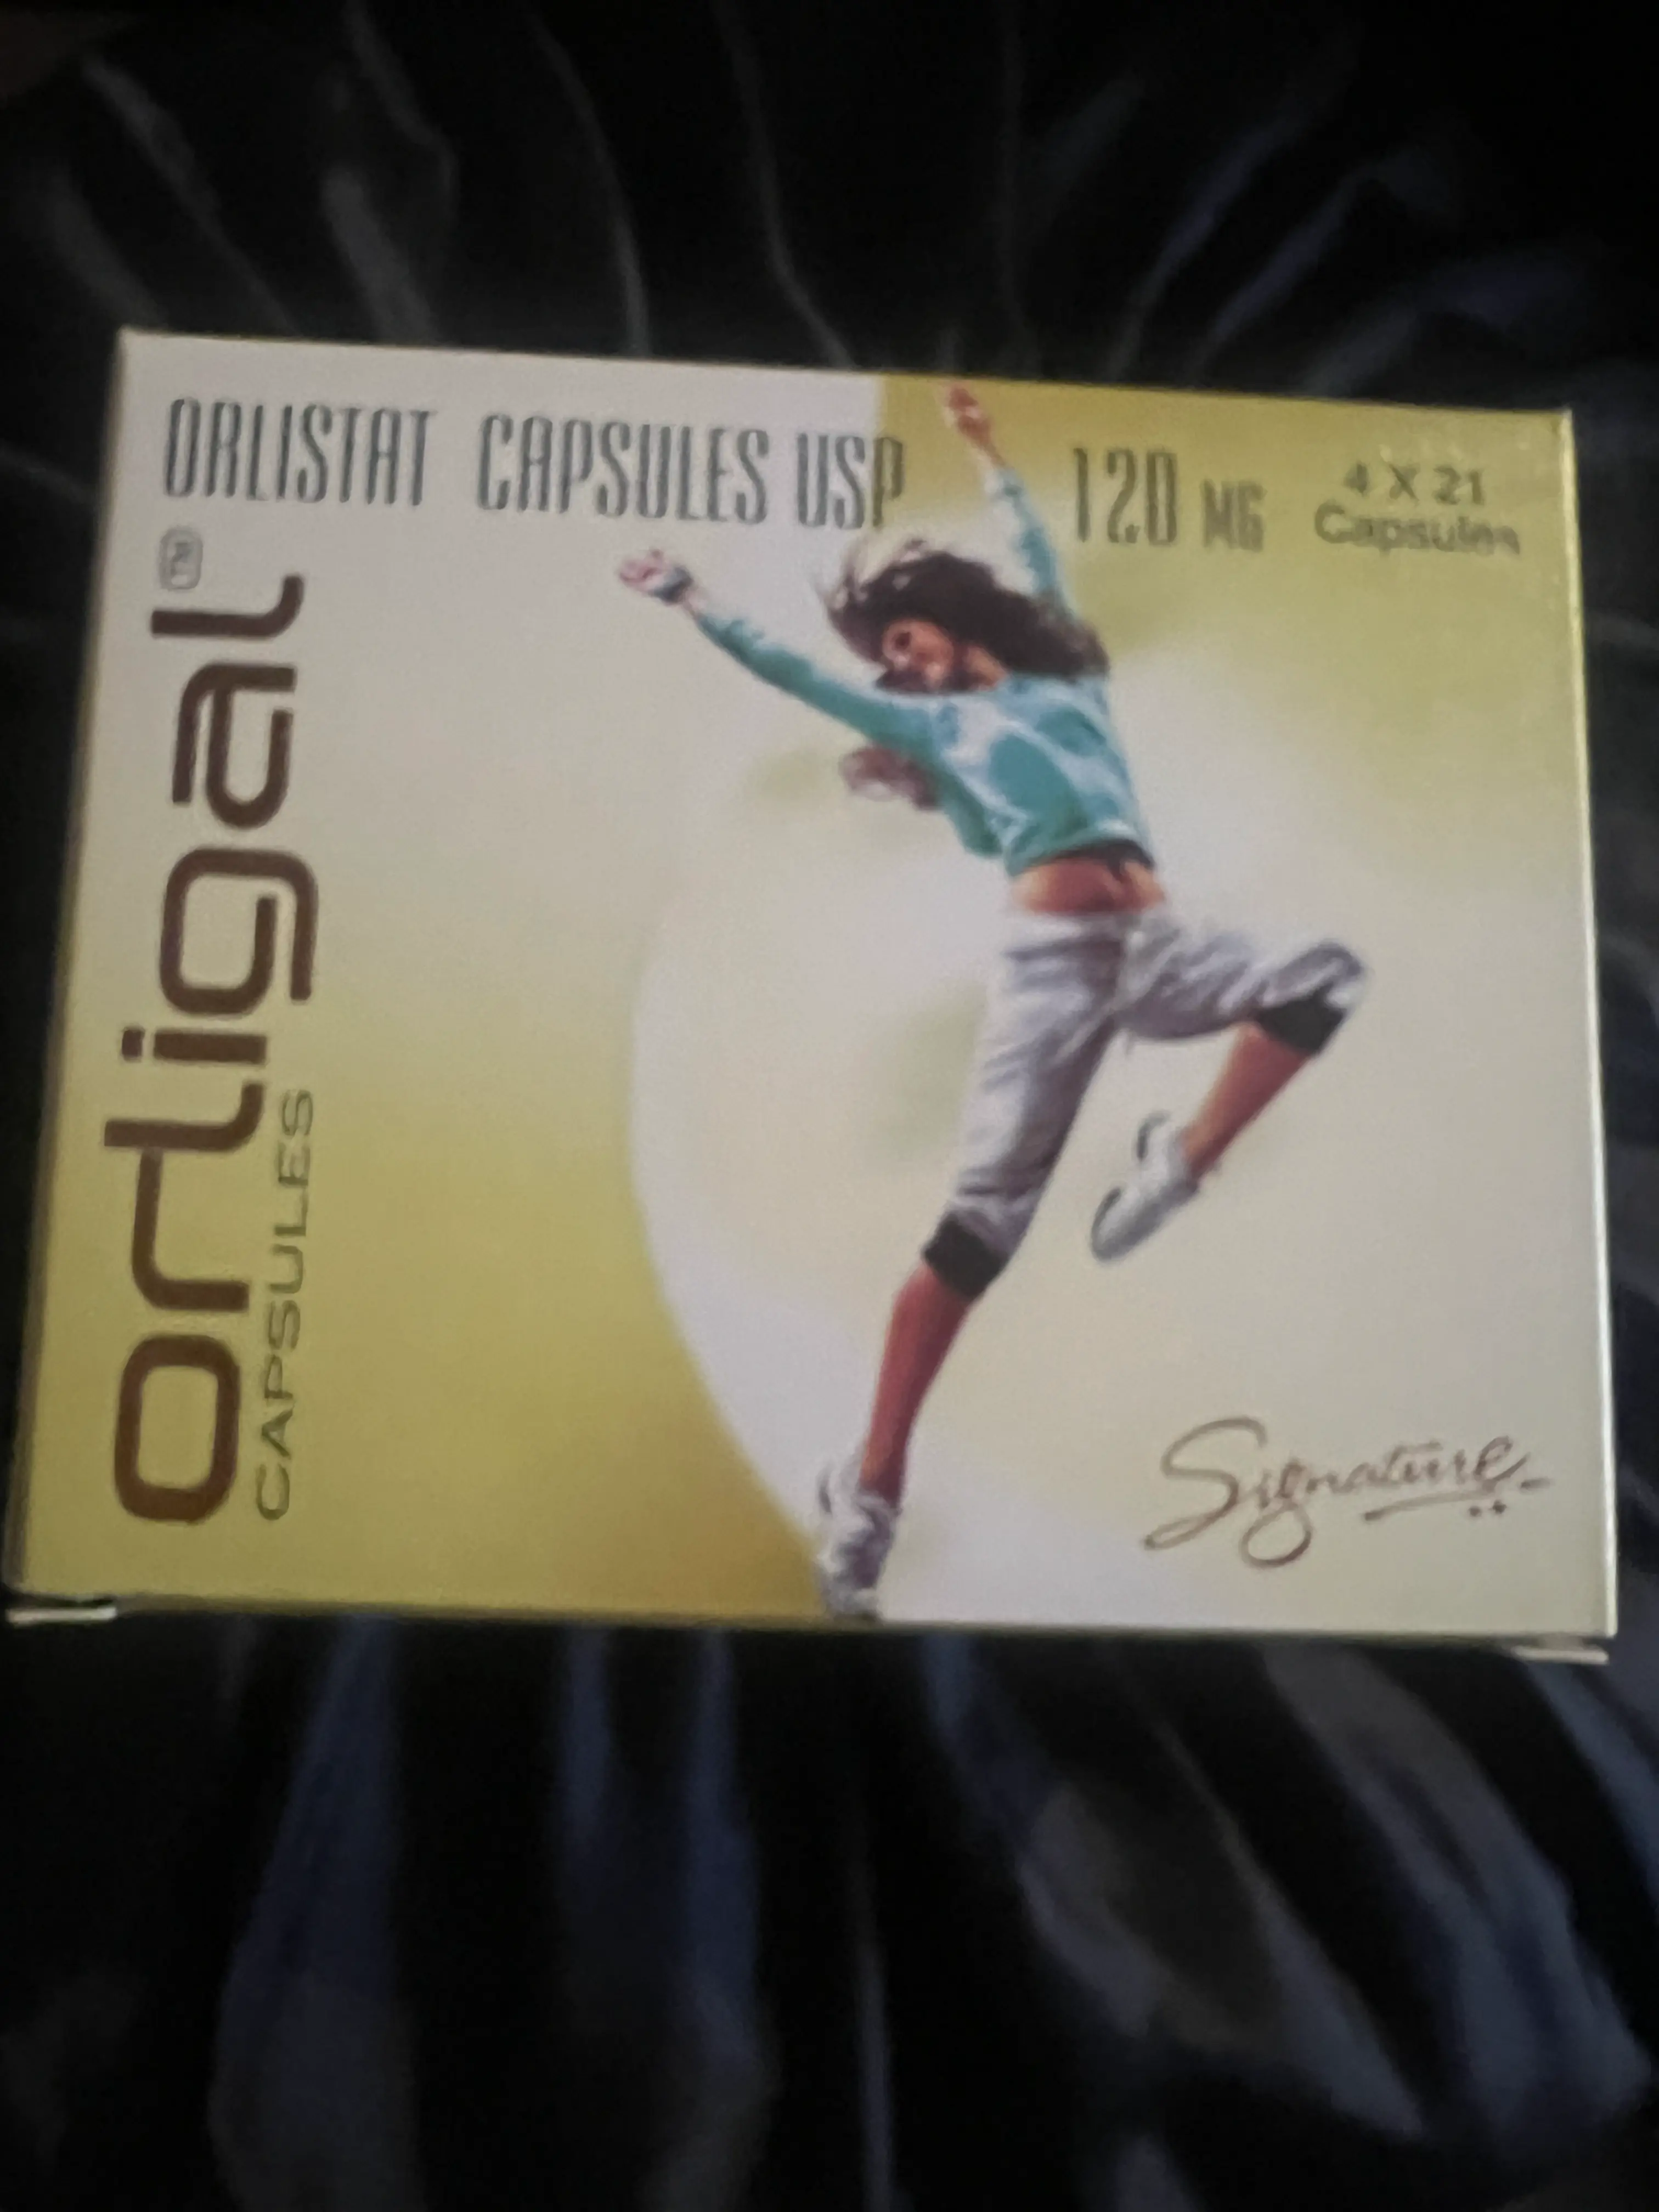 ORLISTAT CAPSULES USP 120 MG
4 X 21
Capsules
orligal
CAPSULES
Signature